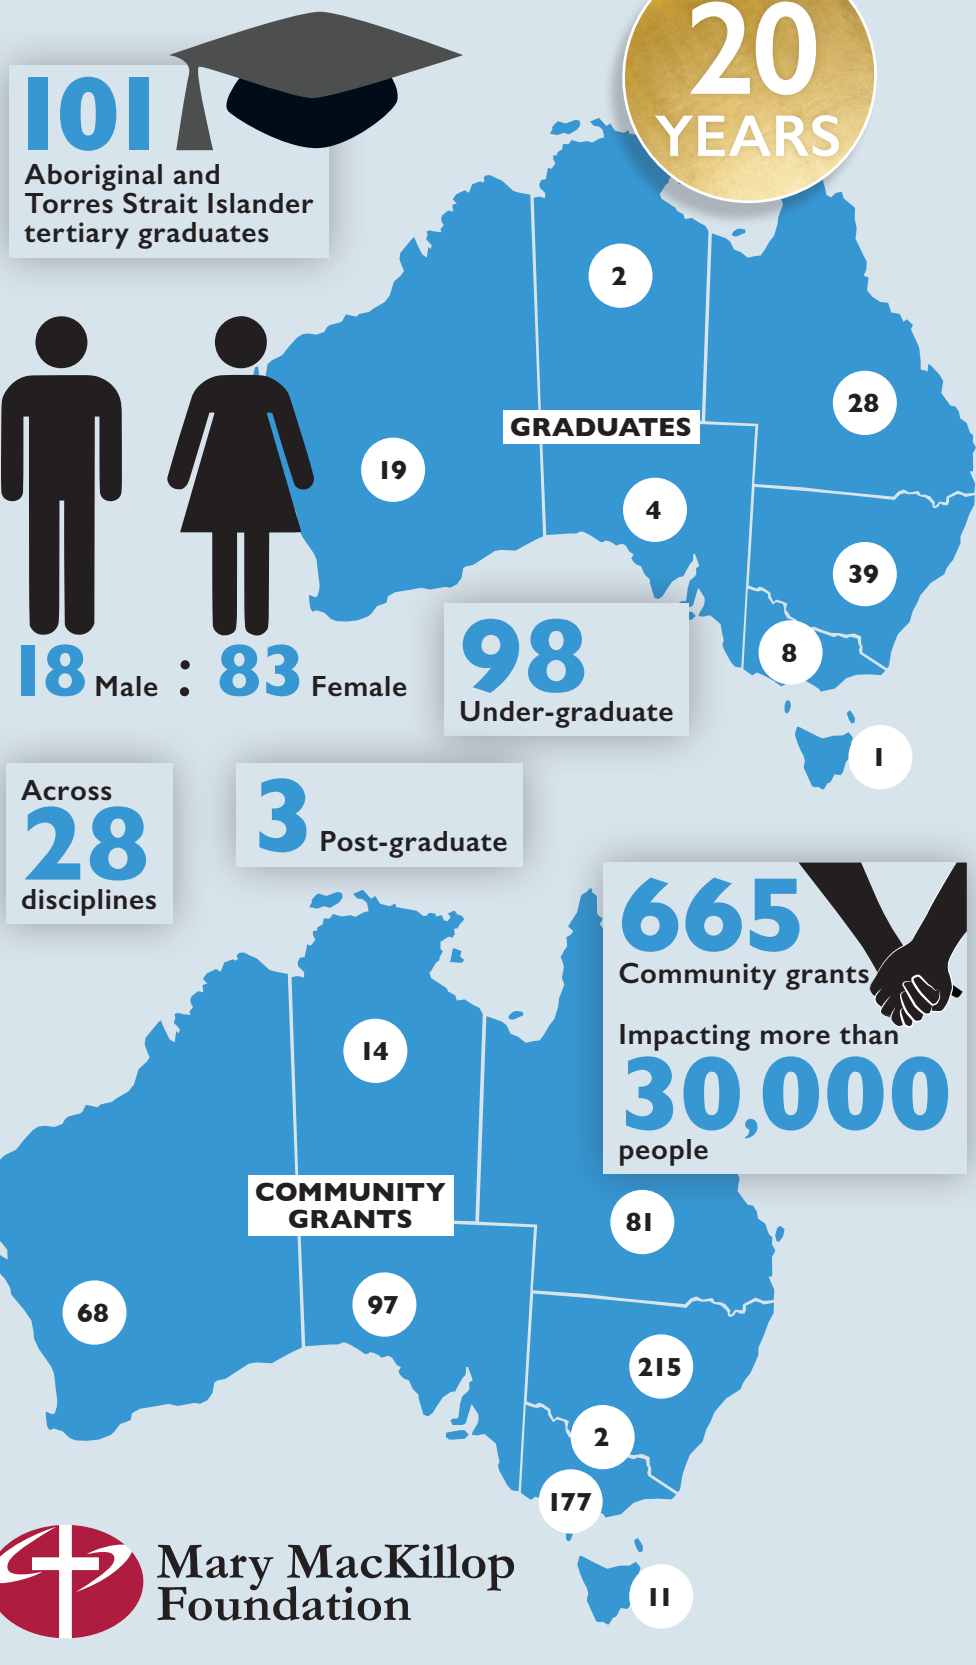 20
YEARS
101
Aboriginal and
Torres Strait Islander
tertiary graduates
2
28
GRADUATES
19
4
39
8
1
18 Male : 83 Female
98
Under-graduate
Across
28
disciplines
3 Post-graduate
665
Community grants
Impacting more than
30,000
people
14
COMMUNITY
GRANTS
81
68
97
215
2
177
11
Mary MacKillop
Foundation